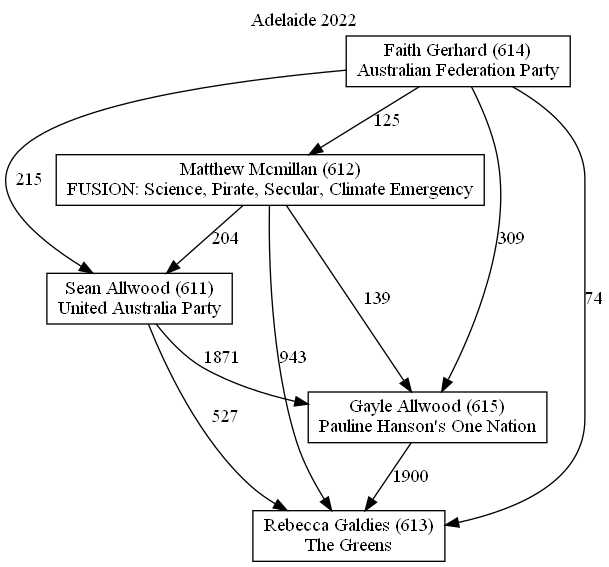 Adelaide 2022
Faith Gerhard (614)
Australian Federation Party
125
Matthew Mcmillan (612)
FUSION: Science, Pirate, Secular, Climate Emergency
215
204
309
Sean Allwood (611)
United Australia Party
139
74
1871
943
527
Gayle Allwood (615)
Pauline Hanson's One Nation
1900
Rebecca Galdies (613)
The Greens